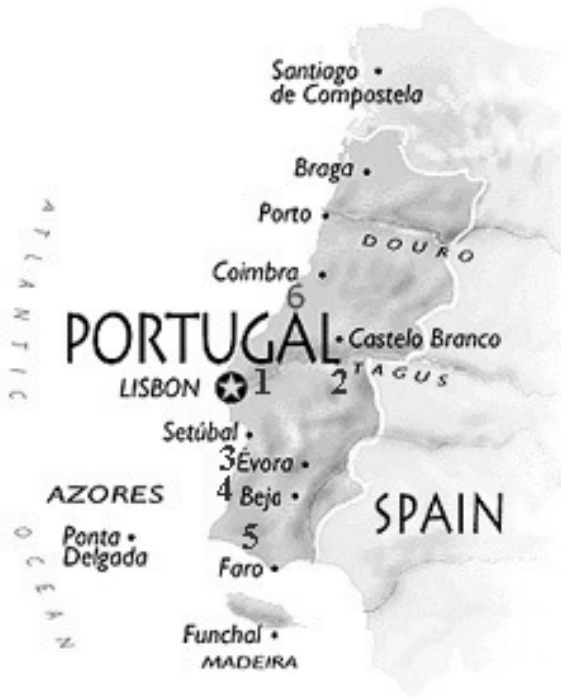 Santiago
de Compostela
Braga
Porto
DOURO
Coimbra
6
PORTUGAL
Castelo Branco
TAGUS
LISBON
1
2
Setúbal
3
Évora
4
Beja
AZORES
SPAIN
Ponta
Delgada
5
Faro
Funchal
MADEIRA
ATLANTIC
OCEAN